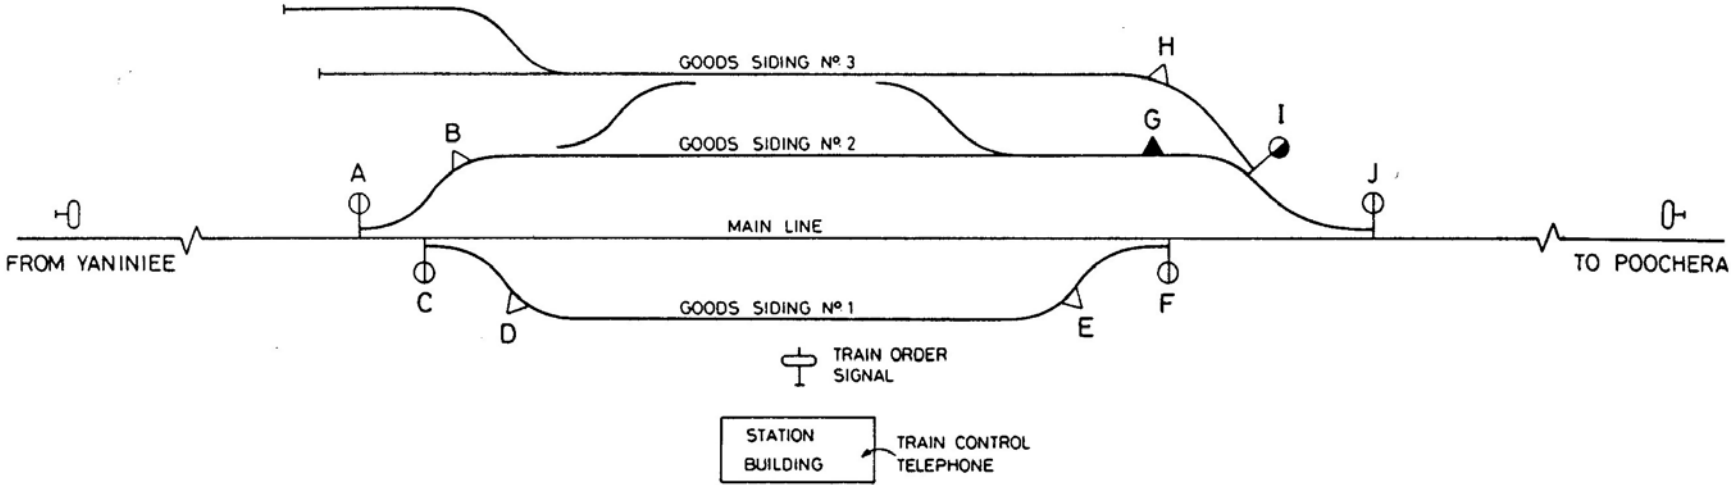 GOODS SIDING Nº 3
H
I
G
B
GOODS SIDING Nº 2
A
J
MAIN LINE
FROM YANINIEE
TO POOCHERA
C
F
GOODS SIDING Nº 1
D
E
TRAIN ORDER
SIGNAL
STATION
BUILDING
TRAIN CONTROL
TELEPHONE